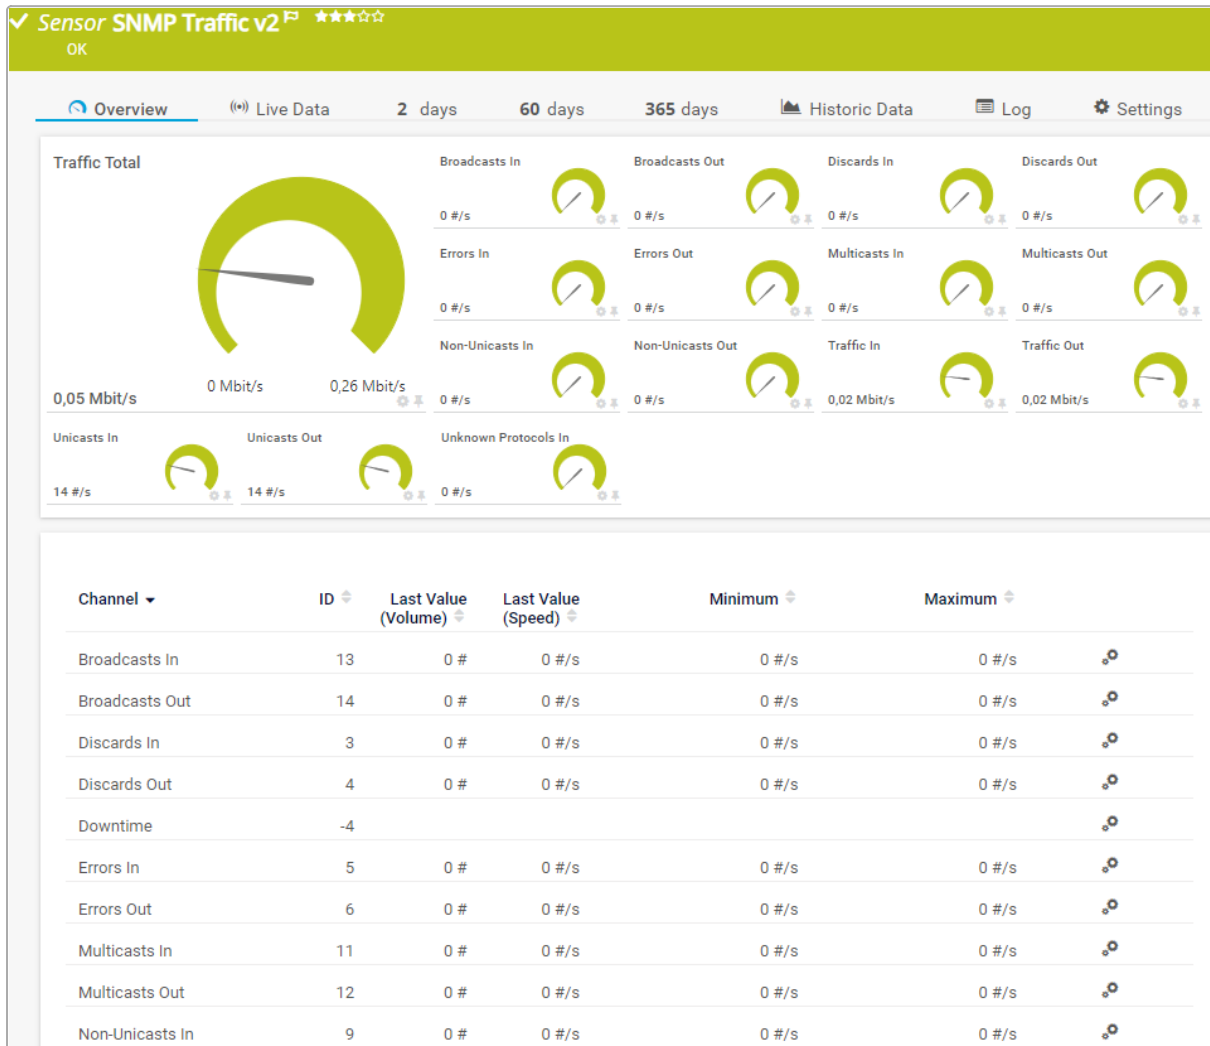 Sensor SNMP Traffic v2
OK
Overview Live Data 2 days 60 days 365 days Historic Data Log Settings
Traffic Total
0 Mbit/s 0,26 Mbit/s
0,05 Mbit/s
Broadcasts In Broadcasts Out Discards In Discards Out
0 #/s 0 #/s 0 #/s 0 #/s
Errors In Errors Out Multicasts In Multicasts Out
0 #/s 0 #/s 0 #/s 0 #/s
Non-Unicasts In Non-Unicasts Out Traffic In Traffic Out
0 #/s 0 #/s 0,02 Mbit/s 0,02 Mbit/s
Unicasts In Unicasts Out Unknown Protocols In
14 #/s 14 #/s 0 #/s
Channel ID Last Value Last Value Minimum Maximum
(Volume) (Speed)
Broadcasts In 13 0 # 0 #/s 0 #/s 0 #/s
Broadcasts Out 14 0 # 0 #/s 0 #/s 0 #/s
Discards In 3 0 # 0 #/s 0 #/s 0 #/s
Discards Out 4 0 # 0 #/s 0 #/s 0 #/s
Downtime -4
Errors In 5 0 # 0 #/s 0 #/s 0 #/s
Errors Out 6 0 # 0 #/s 0 #/s 0 #/s
Multicasts In 11 0 # 0 #/s 0 #/s 0 #/s
Multicasts Out 12 0 # 0 #/s 0 #/s 0 #/s
Non-Unicasts In 9 0 # 0 #/s 0 #/s 0 #/s